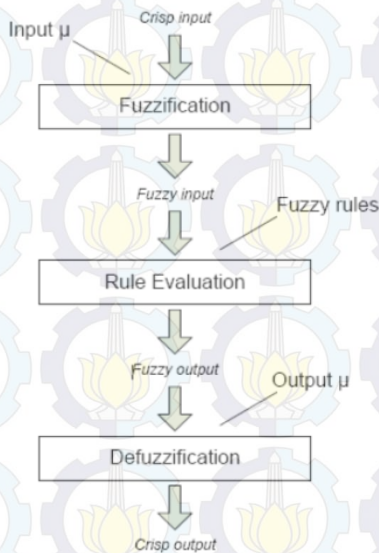 Crisp input
Input μ
Fuzzification
Fuzzy input
Fuzzy rules
Rule Evaluation
Fuzzy output
Output μ
Defuzzification
Crisp output